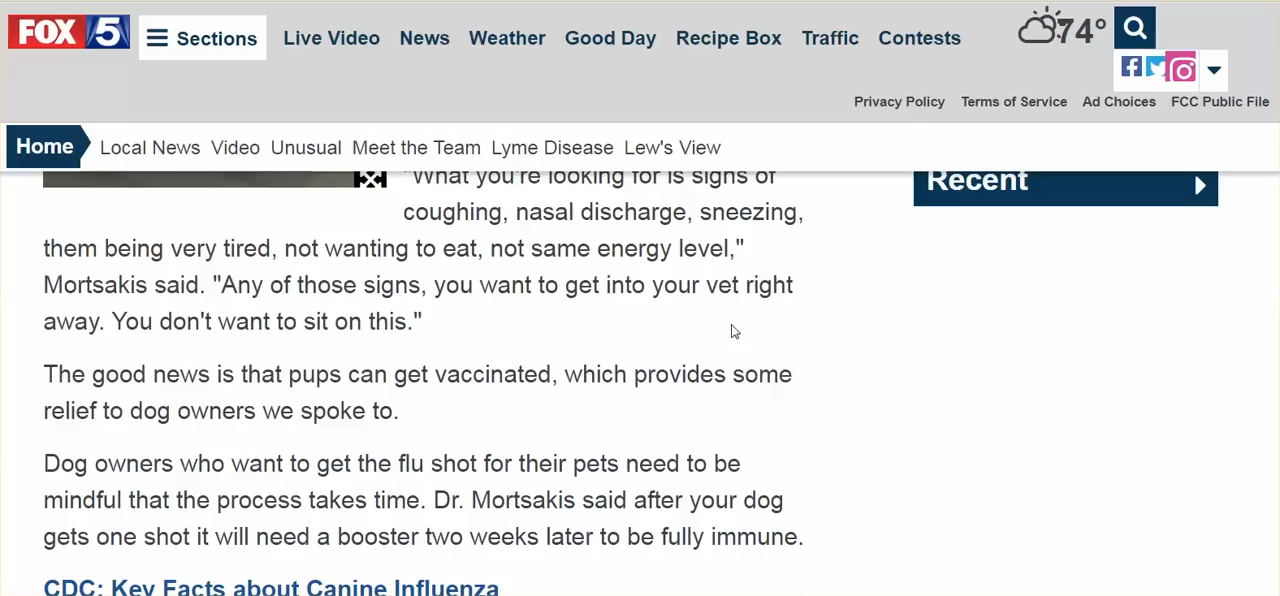 FOX 5
Sections
Live Video News Weather Good Day Recipe Box Traffic Contests
74°
Privacy Policy Terms of Service Ad Choices FCC Public File
Home Local News Video Unusual Meet the Team Lyme Disease Lew's View
Recent
"What you're looking for is signs of
coughing, nasal discharge, sneezing,
them being very tired, not wanting to eat, not same energy level,"
Mortsakis said. "Any of those signs, you want to get into your vet right
away. You don't want to sit on this."
The good news is that pups can get vaccinated, which provides some
relief to dog owners we spoke to.
Dog owners who want to get the flu shot for their pets need to be
mindful that the process takes time. Dr. Mortsakis said after your dog
gets one shot it will need a booster two weeks later to be fully immune.
CDC: Key Facts about Canine Influenza